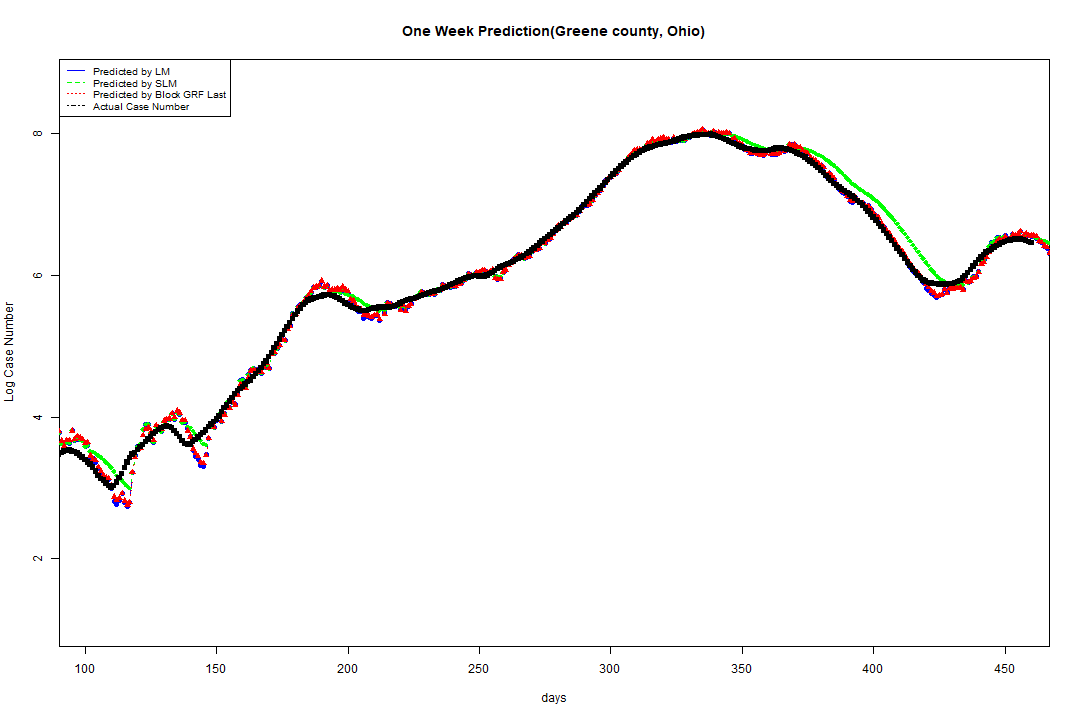 One Week Prediction(Greene county, Ohio)
Predicted by LM
Predicted by SLM
Predicted by Block GRF Last
Actual Case Number
8
6
4
2
Log Case Number
100 150 200 250 300 350 400 450
days